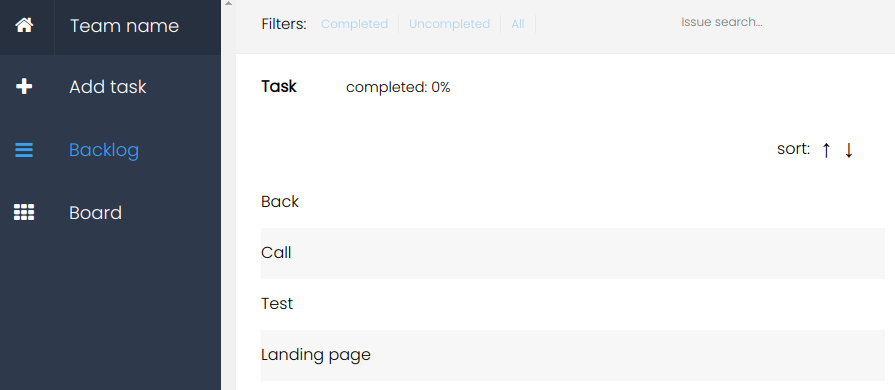 Team name
Add task
Backlog
Board
Filters: Completed Uncompleted All Issue search...
Task completed: 0%
sort: ↑ ↓
Back
Call
Test
Landing page